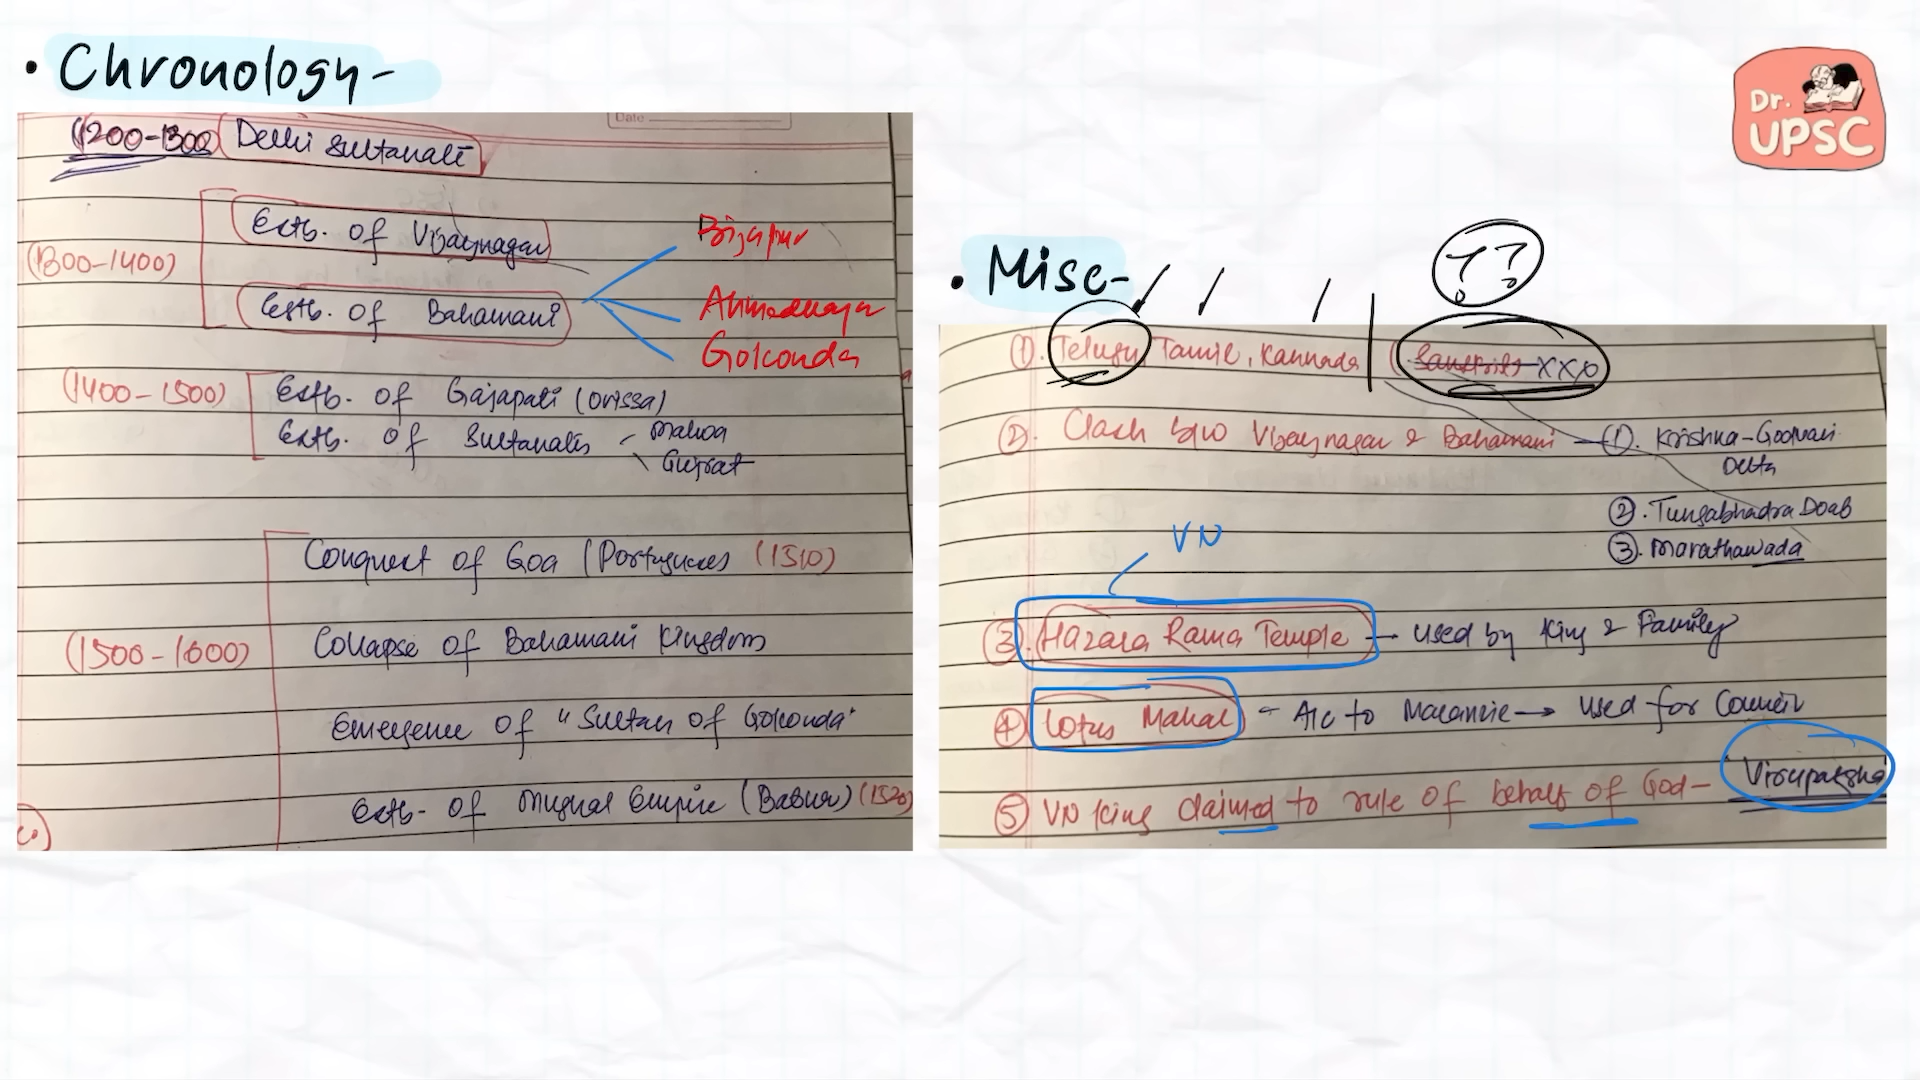 • Chronology-
Date
(1200-1300) Delhi Sultanate
(1300-1400)
Estb. of Vijaynagar
Estb. of Bahamani
Bijapur
Ahmednagar
Golconda
(1400-1500)
Estb. of Gajapati (Orissa)
Estb. of Sultanates - Malwa
Gujrat
(1500-1600)
Conquest of Goa (Portugueses (1510)
Collapse of Bahamani Kingdom
Emergence of "Sultan of Golconda"
Estb. of Mughal Empire (Babur) (1526)
Dr.
UPSC
• Misc-
??
(1). Telugu, Tamil, Kannada (Sanskrit) XXX
(2). Clash b/w Vijaynagar & Bahamani - (1). Krishna-Godavari
Delta
(2). Tungabhadra Doab
(3). Marathawada
VN
(3). Hazara Rama Temple → used by King & Family
(4) Lotus Mahal - A/c to Macanzie → used for Council
(5) VN King claimed to rule of behalf of God- Virupaksha